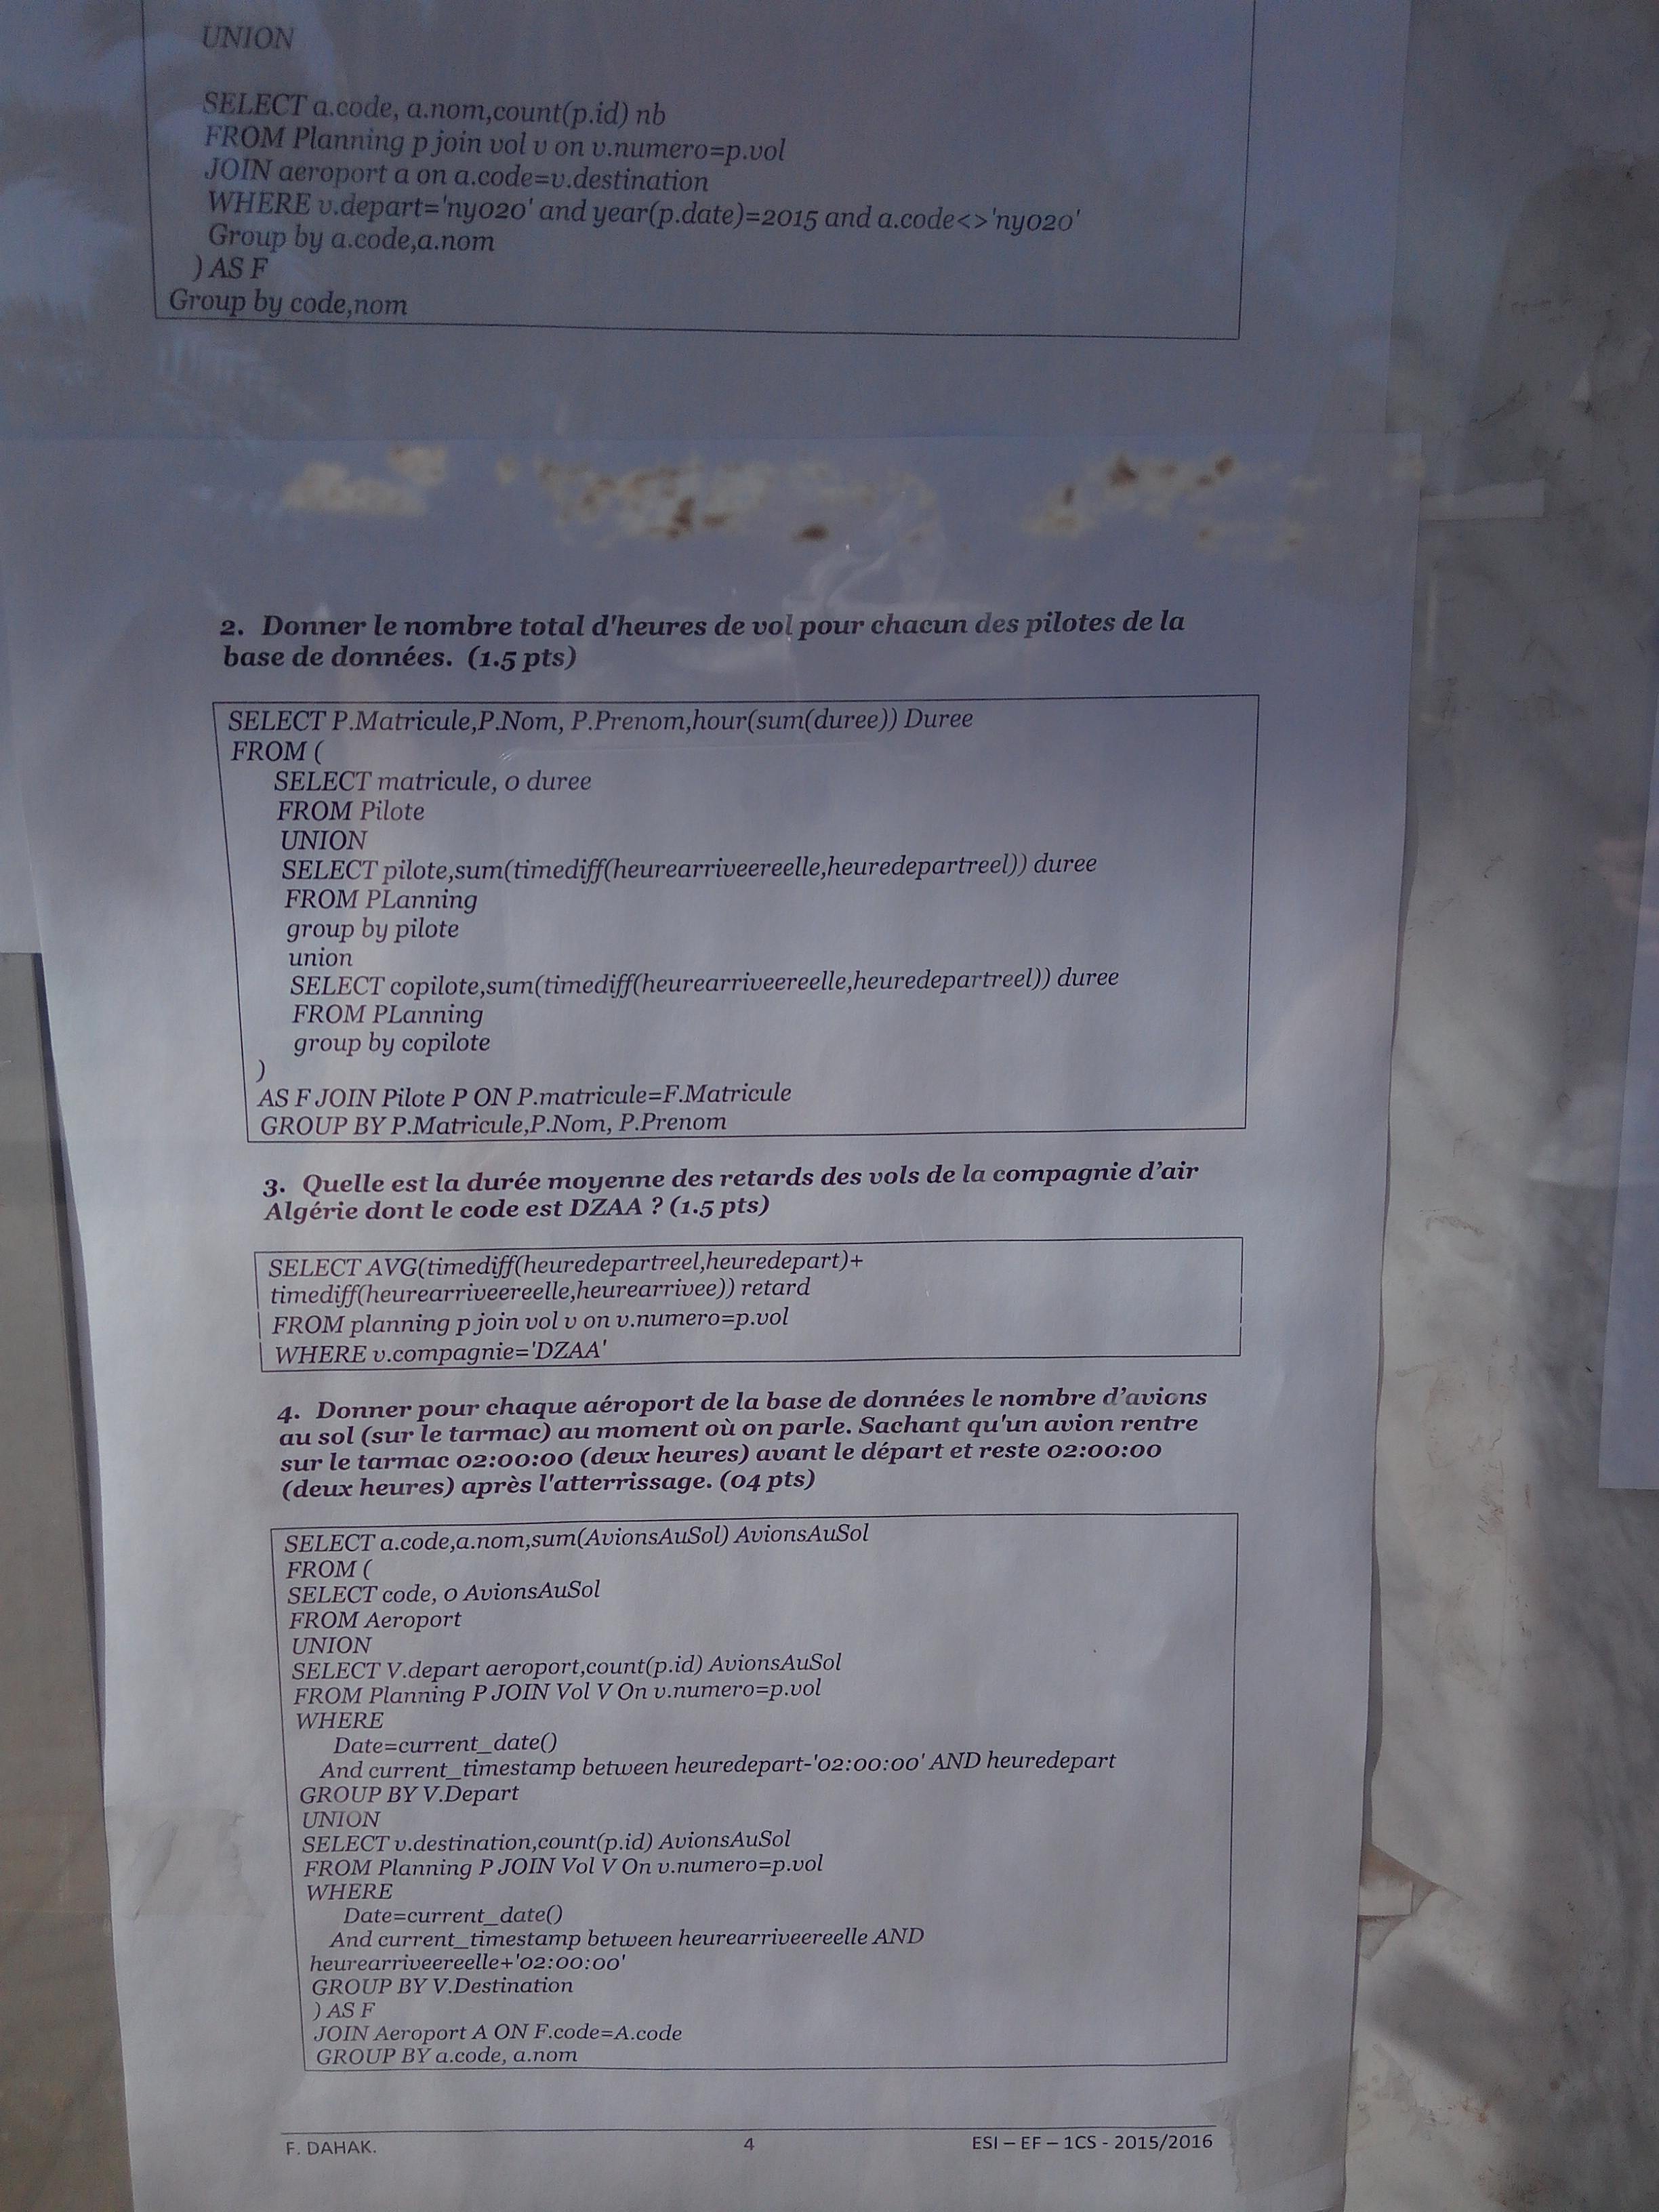 UNION
SELECT a.code, a.nom,count(p.id) nb
FROM Planning p join vol v on v.numero=p.vol
JOIN aeroport a on a.code=v.destination
WHERE v.depart='ny020' and year(p.date)=2015 and a.code<>'ny020'
Group by a.code,a.nom
) AS F
Group by code,nom
2. Donner le nombre total d'heures de vol pour chacun des pilotes de la
base de données. (1.5 pts)
SELECT P.Matricule,P.Nom, P.Prenom,hour(sum(duree)) Duree
FROM (
SELECT matricule, 0 duree
FROM Pilote
UNION
SELECT pilote,sum(timediff(heurearriveereelle,heuredepartreel)) duree
FROM PLanning
group by pilote
union
SELECT copilote,sum(timediff(heurearriveereelle,heuredepartreel)) duree
FROM PLanning
group by copilote
)
AS F JOIN Pilote P ON P.matricule=F.Matricule
GROUP BY P.Matricule,P.Nom, P.Prenom
3. Quelle est la durée moyenne des retards des vols de la compagnie d'air
Algérie dont le code est DZAA ? (1.5 pts)
SELECT AVG(timediff(heuredepartreel,heuredepart)+
timediff(heurearriveereelle,heurearrivee)) retard
FROM planning p join vol v on v.numero=p.vol
WHERE v.compagnie='DZAA'
4. Donner pour chaque aéroport de la base de données le nombre d'avions
au sol (sur le tarmac) au moment où on parle. Sachant qu'un avion rentre
sur le tarmac 02:00:00 (deux heures) avant le départ et reste 02:00:00
(deux heures) après l'atterrissage. (04 pts)
SELECT a.code,a.nom,sum(AvionsAuSol) AvionsAuSol
FROM (
SELECT code, 0 AvionsAuSol
FROM Aeroport
UNION
SELECT V.depart aeroport,count(p.id) AvionsAuSol
FROM Planning P JOIN Vol V On v.numero=p.vol
WHERE
Date=current_date()
And current_timestamp between heuredepart-'02:00:00' AND heuredepart
GROUP BY V.Depart
UNION
SELECT v.destination,count(p.id) AvionsAuSol
FROM Planning P JOIN Vol V On v.numero=p.vol
WHERE
Date=current_date()
And current_timestamp between heurearriveereelle AND
heurearriveereelle+'02:00:00'
GROUP BY V.Destination
) AS F
JOIN Aeroport A ON F.code=A.code
GROUP BY a.code, a.nom
F. DAHAK. 4 ESI – EF – 1CS - 2015/2016